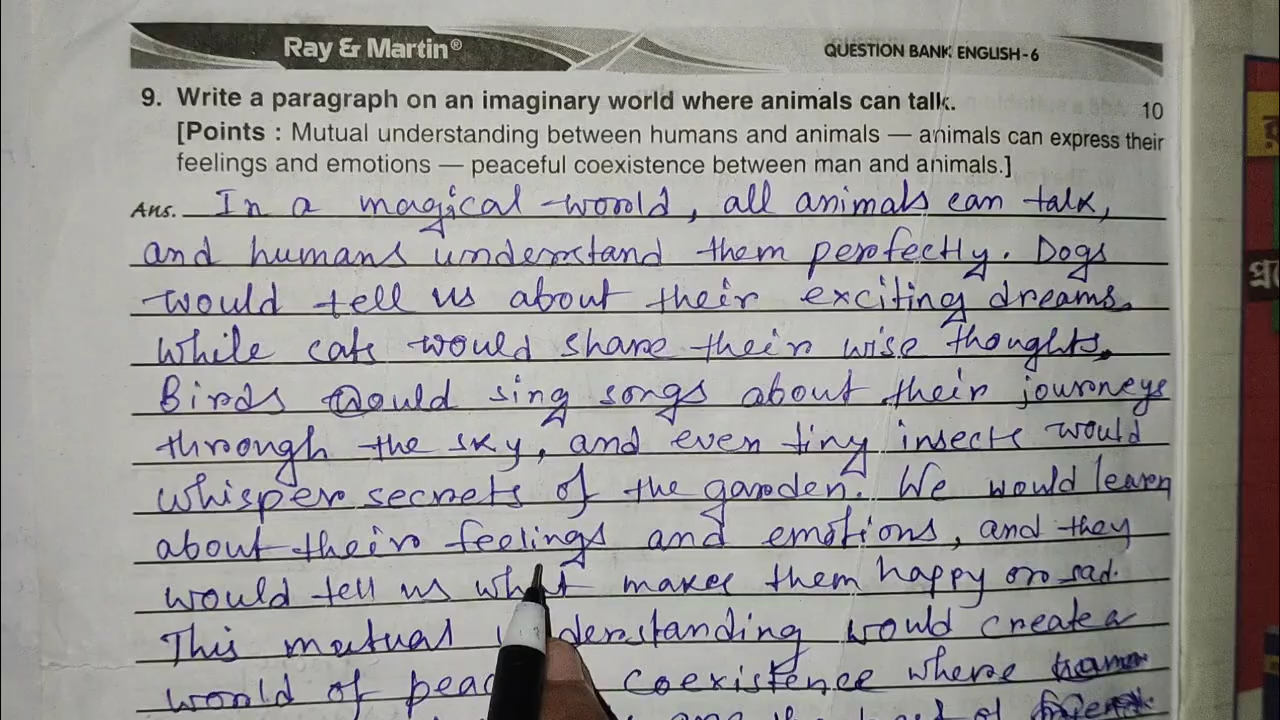 Ray & Martin®
QUESTION BANK ENGLISH-6
9. Write a paragraph on an imaginary world where animals can talk. 10
[Points : Mutual understanding between humans and animals — animals can express their
feelings and emotions — peaceful coexistence between man and animals.]
Ans. In a magical world, all animals can talk,
and humans understand them perfectly. Dogs
would tell us about their exciting dreams.
While cats would share their wise thoughts.
Birds would sing songs about their journeys
through the sky, and even tiny insects would
whisper secrets of the garden. We would learn
about their feelings and emotions, and they
would tell us what makes them happy or sad.
This mutual understanding would create a
world of coexistence where
of